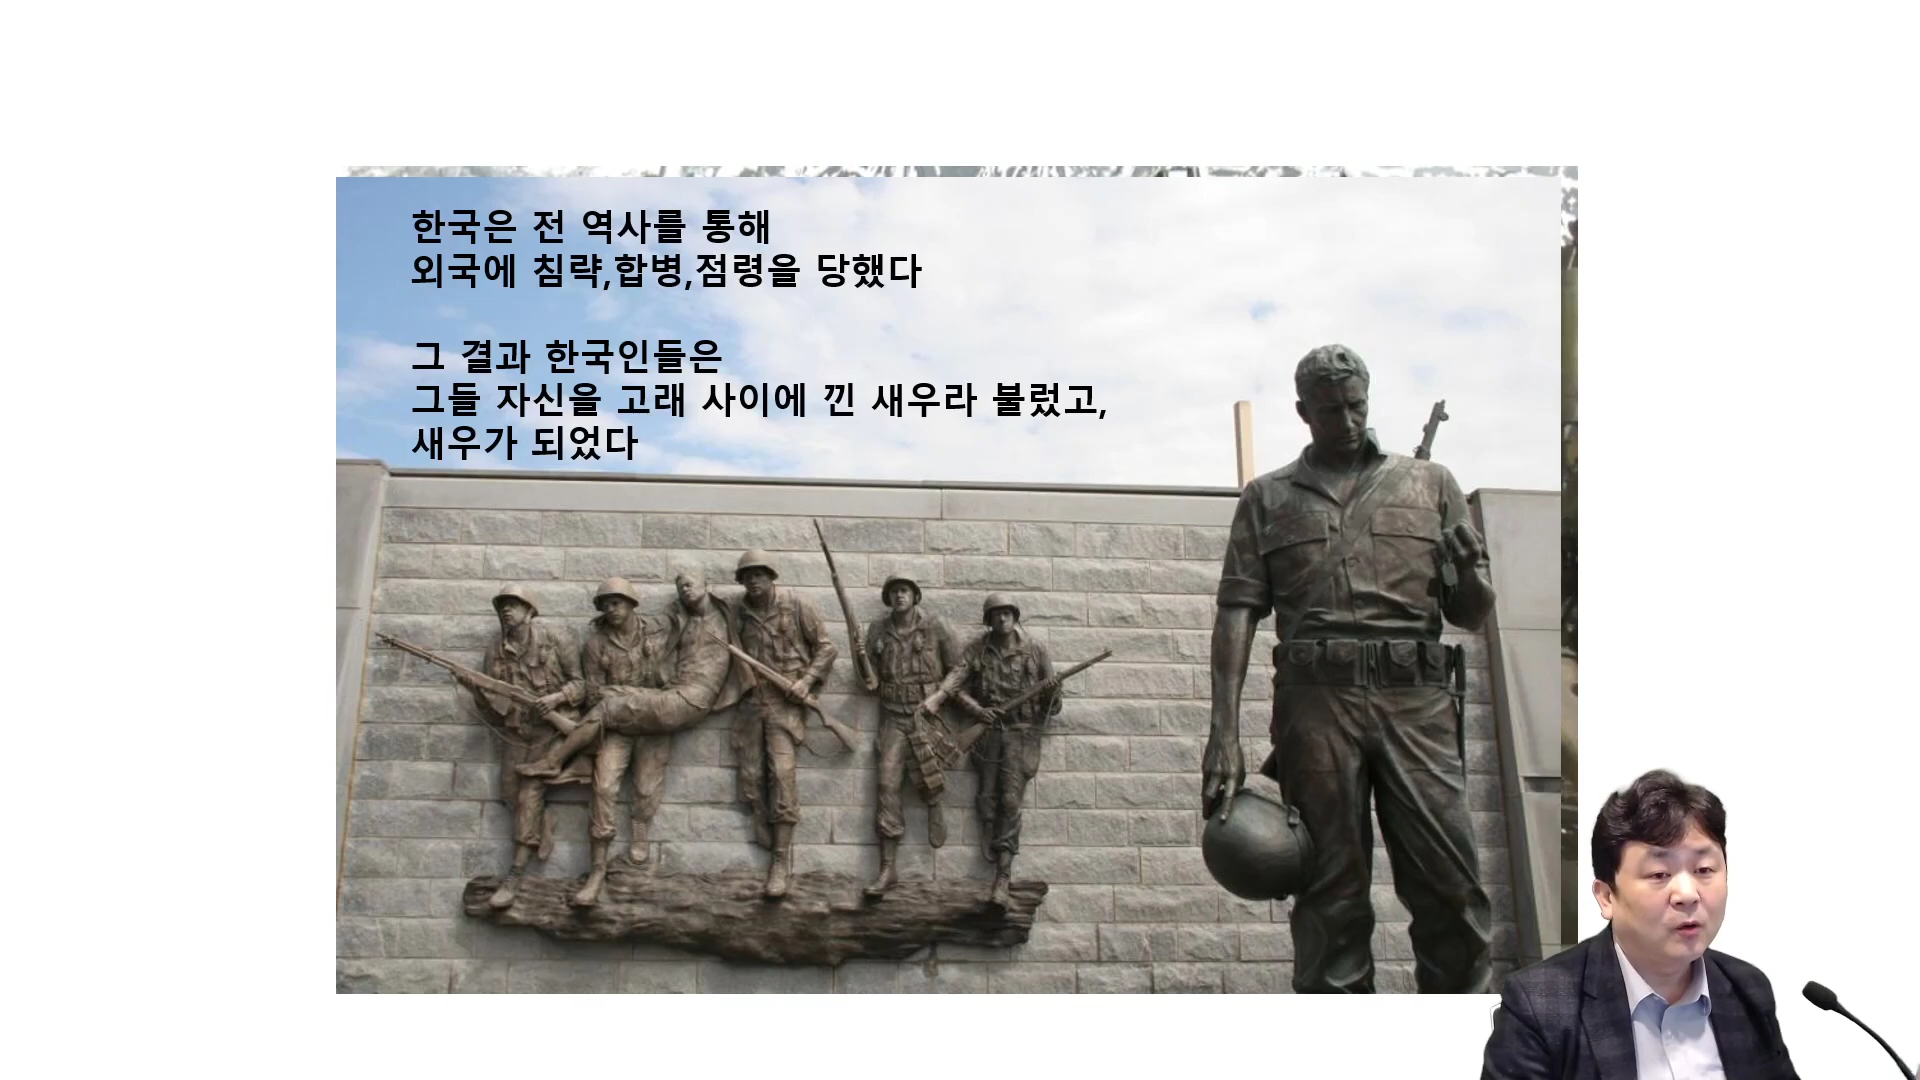 한국은 전 역사를 통해
외국에 침략,합병,점령을 당했다
그 결과 한국인들은
그들 자신을 고래 사이에 낀 새우라 불렀고,
새우가 되었다